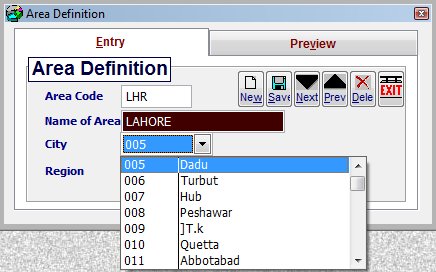 Area Definition
Entry
Preview
Area Definition
New Save Next Prev Dele EXIT
Area Code LHR
Name of Area LAHORE
City 005
Region
005 Dadu
006 Turbut
007 Hub
008 Peshawar
009 ]T.k
010 Quetta
011 Abbotabad